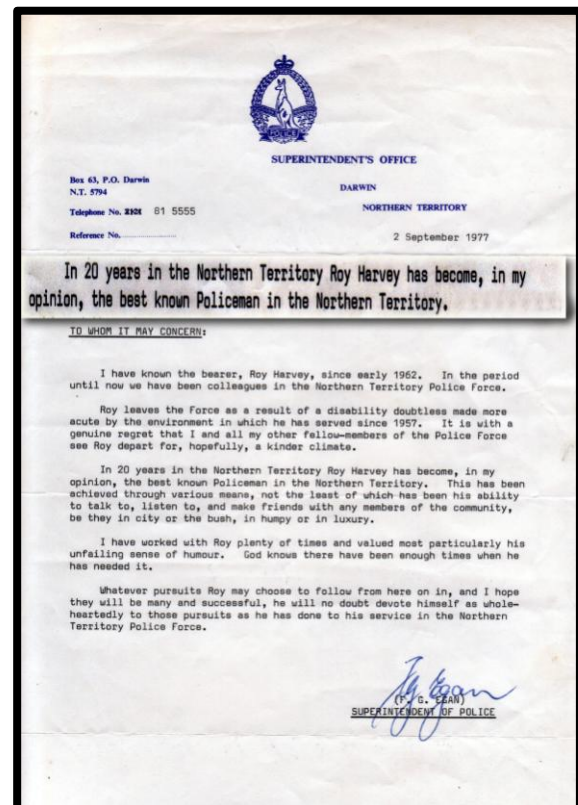 POLICE
SUPERINTENDENT'S OFFICE
Box 63, P.O. Darwin
N.T. 5794
DARWIN
Telephone No. 81 5555
NORTHERN TERRITORY
Reference No.
2 September 1977
In 20 years in the Northern Territory Roy Harvey has become, in my
opinion, the best known Policeman in the Northern Territory.
TO WHOM IT MAY CONCERN:
I have known the bearer, Roy Harvey, since early 1962. In the period
until now we have been colleagues in the Northern Territory Police Force.
Roy leaves the Force as a result of a disability doubtless made more
acute by the environment in which he has served since 1957. It is with a
genuine regret that I and all my other fellow-members of the Police Force
see Roy depart for, hopefully, a kinder climate.
In 20 years in the Northern Territory Roy Harvey has become, in my
opinion, the best known Policeman in the Northern Territory. This has been
achieved through various means, not the least of which has been his ability
to talk to, listen to, and make friends with any members of the community,
be they in city or the bush, in humpy or in luxury.
I have worked with Roy plenty of times and valued most particularly his
unfailing sense of humour. God knows there have been enough times when he
has needed it.
Whatever pursuits Roy may choose to follow from here on in, and I hope
they will be many and successful, he will no doubt devote himself as whole-
heartedly to those pursuits as he has done to his service in the Northern
Territory Police Force.
G. EGAN)
SUPERINTENDENT OF POLICE